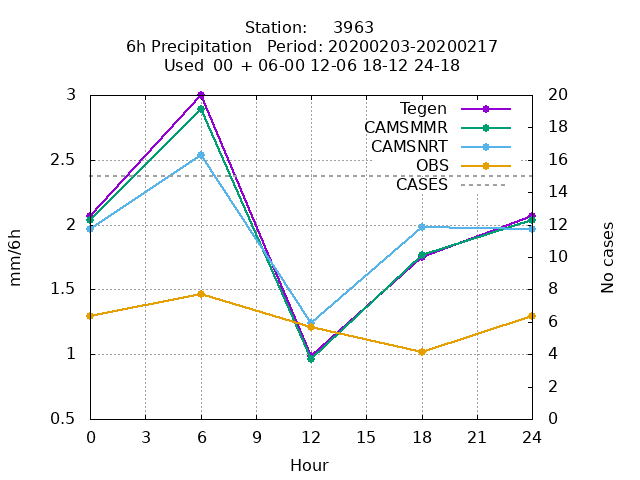 Station: 3963
6h Precipitation Period: 20200203-20200217
Used 00 + 06-00 12-06 18-12 24-18
3
2.5
2
1.5
1
0.5
mm/6h
20
18
16
14
12
10
8
6
4
2
0
No cases
Tegen
CAMSMMR
CAMSNRT
OBS
CASES
0 3 6 9 12 15 18 21 24
Hour